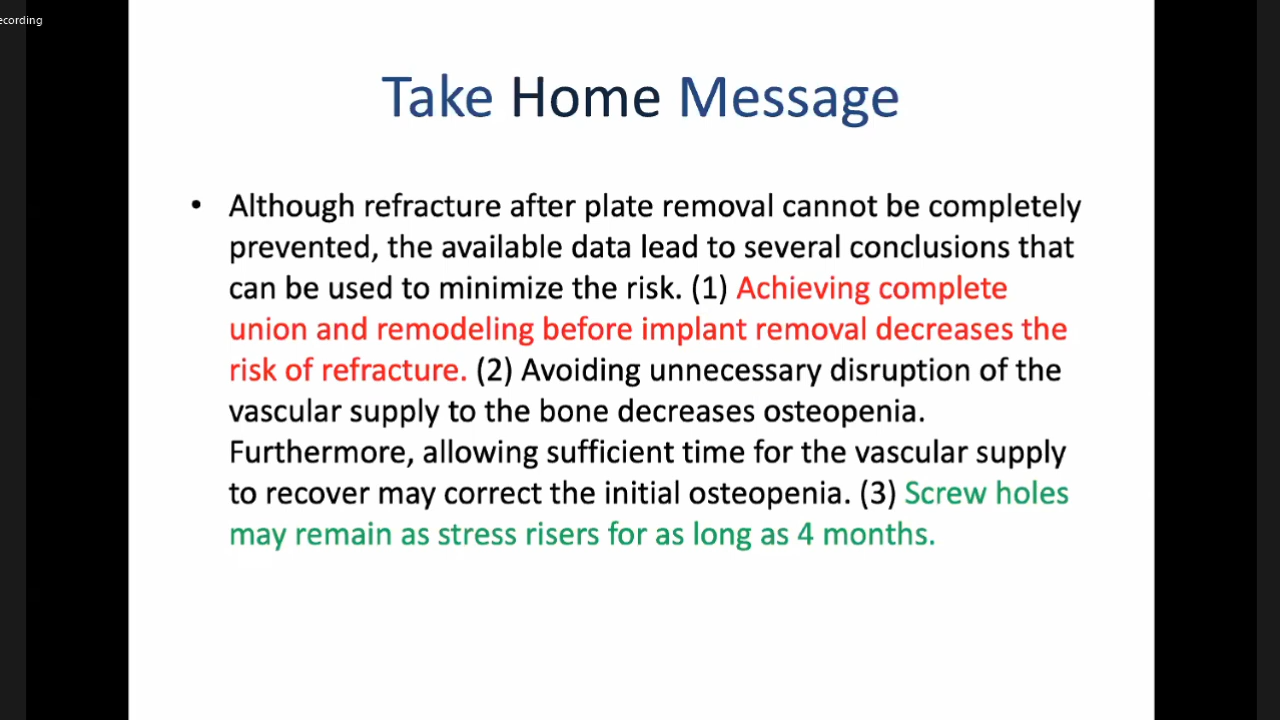 ecording
Take Home Message
• Although refracture after plate removal cannot be completely
prevented, the available data lead to several conclusions that
can be used to minimize the risk. (1) Achieving complete
union and remodeling before implant removal decreases the
risk of refracture. (2) Avoiding unnecessary disruption of the
vascular supply to the bone decreases osteopenia.
Furthermore, allowing sufficient time for the vascular supply
to recover may correct the initial osteopenia. (3) Screw holes
may remain as stress risers for as long as 4 months.